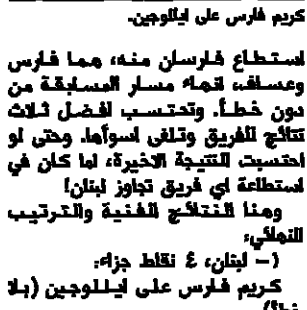 كريم فارس على ايللوجين.
استطاع فارسان منه، هما فارس
وعساف، انهاء مسار المسابقة من
دون خطأ. وتحتسب افضل ثلاث
نتائج للفريق وتلغى اسوأها. وحتى لو
احتسبت النتيجة الاخيرة، لما كان في
استطاعة اي فريق تجاوز لبنان!
وهنا النتائج الفنية والترتيب
النهائي:
١- لبنان، ٤ نقاط جزاء:
كريم فارس على ايللوجين (بلا
خطأ)